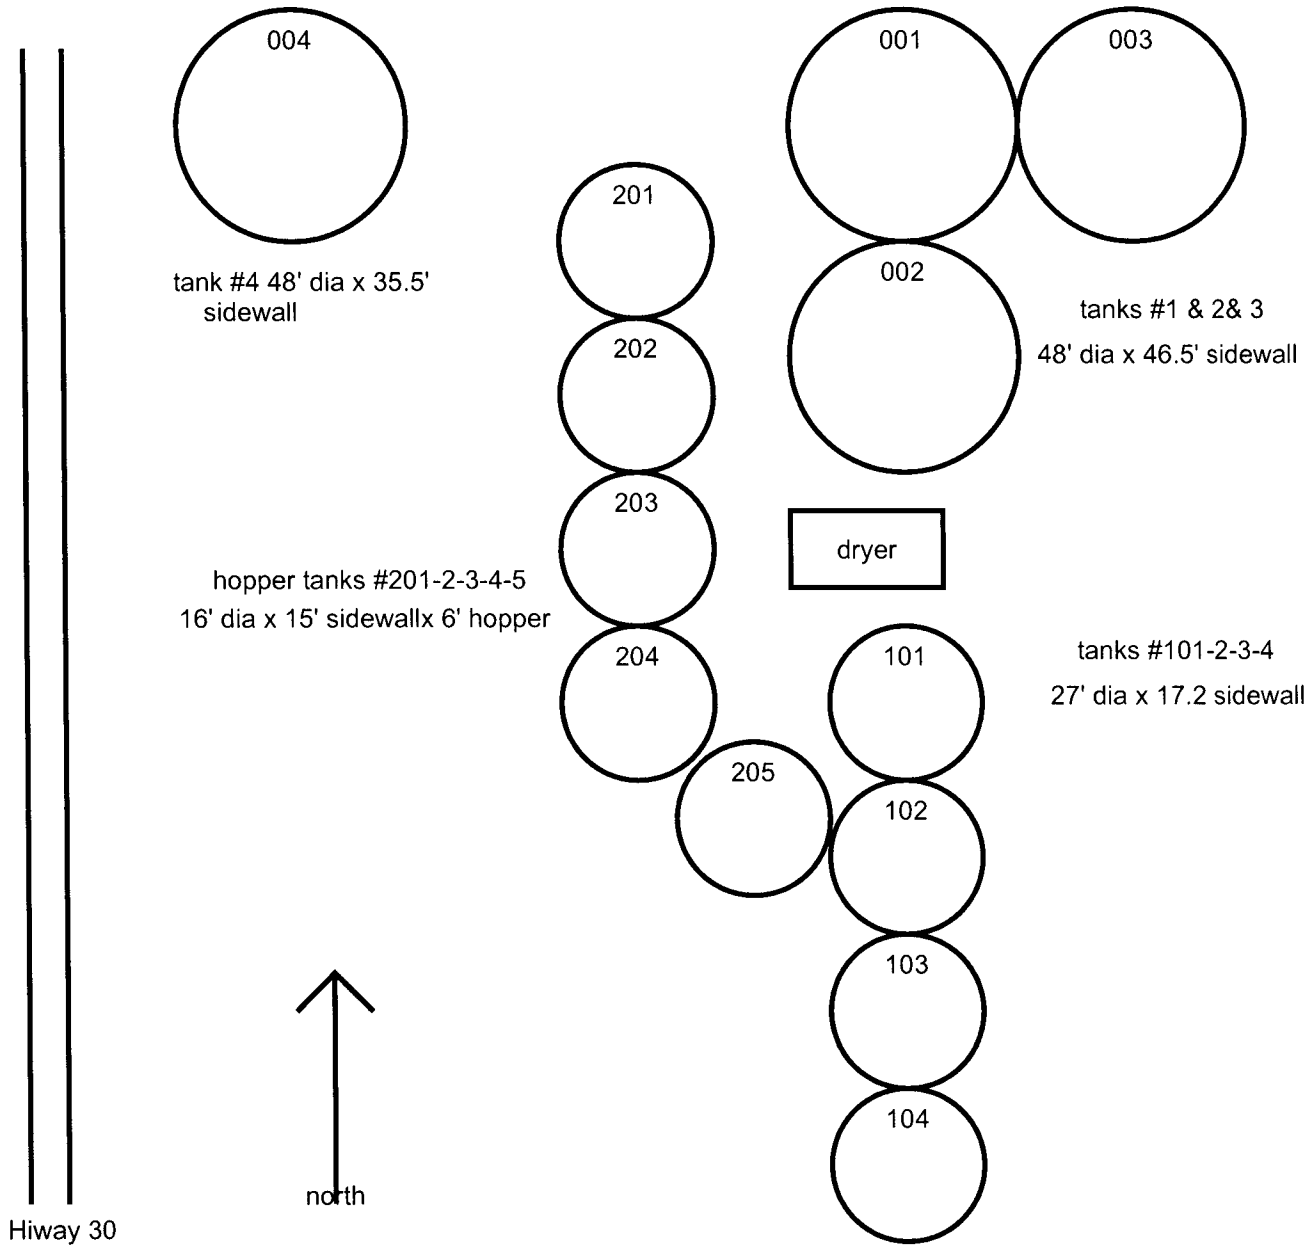 004
001
003
201
tank #4 48' dia x 35.5'
sidewall
002
tanks #1 & 2& 3
48' dia x 46.5' sidewall
202
203
dryer
hopper tanks #201-2-3-4-5
16' dia x 15' sidewallx 6' hopper
204
101
tanks #101-2-3-4
27' dia x 17.2 sidewall
205
102
103
104
north
Hiway 30